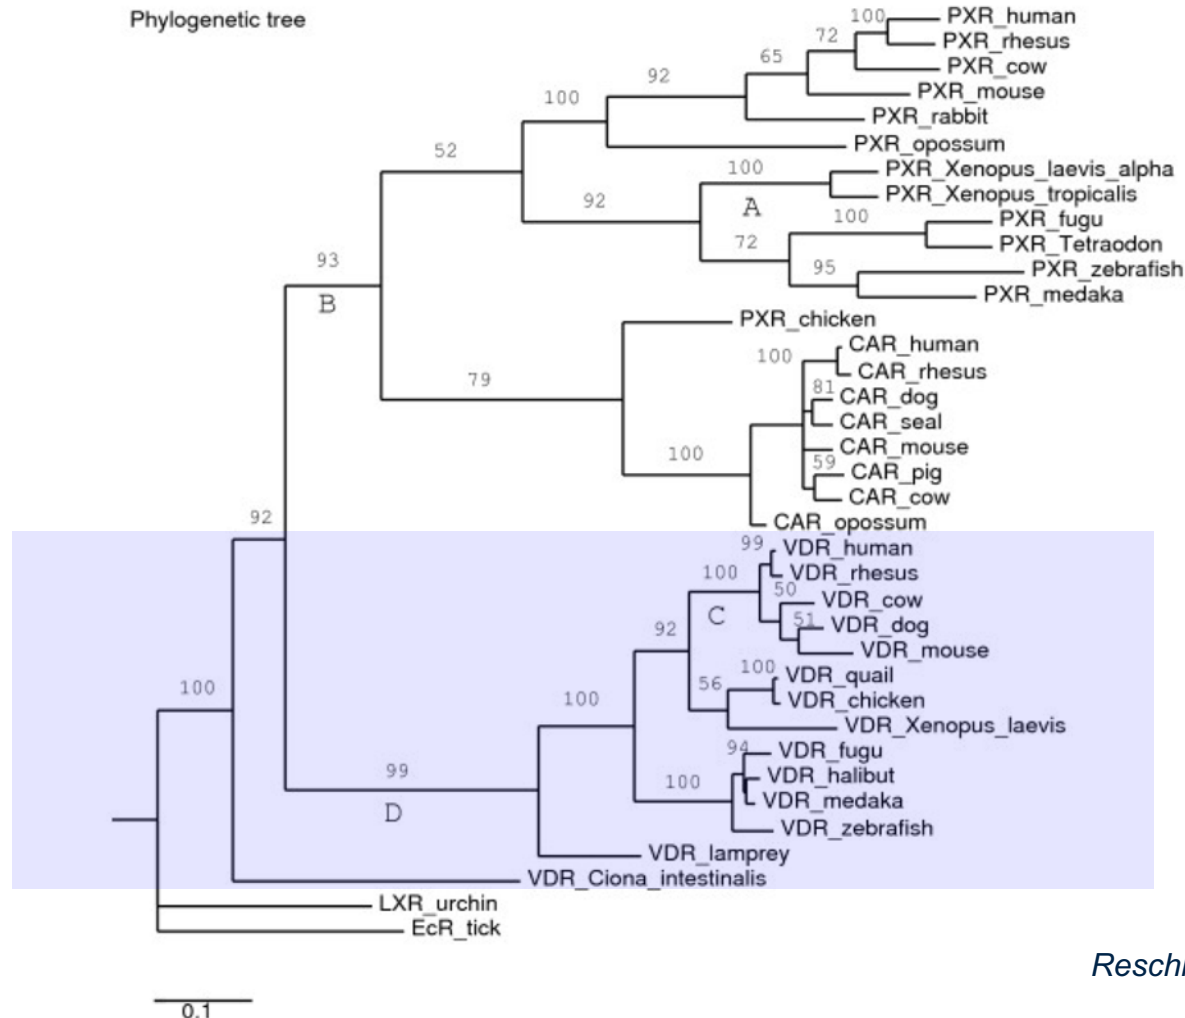 Phylogenetic tree
100 PXR_human
72 PXR_rhesus
65 PXR_cow
92 PXR_mouse
100 PXR_rabbit
PXR_opossum
52
100 PXR_Xenopus_laevis_alpha
92 A PXR_Xenopus_tropicalis
100 PXR_fugu
72 PXR_Tetraodon
93 95 PXR_zebrafish
B PXR_medaka
PXR_chicken
100 CAR_human
79 CAR_rhesus
81 CAR_dog
CAR_seal
CAR_mouse
100 59 CAR_pig
CAR_cow
92 CAR_opossum
99 VDR_human
100 VDR_rhesus
50 VDR_cow
C 51 VDR_dog
92 VDR_mouse
100 VDR_quail
100 56 VDR_chicken
100 VDR_Xenopus_laevis
94 VDR_fugu
99 100 VDR_halibut
D VDR_medaka
VDR_zebrafish
VDR_lamprey
VDR_Ciona_intestinalis
LXR_urchin
EcR_tick
0.1